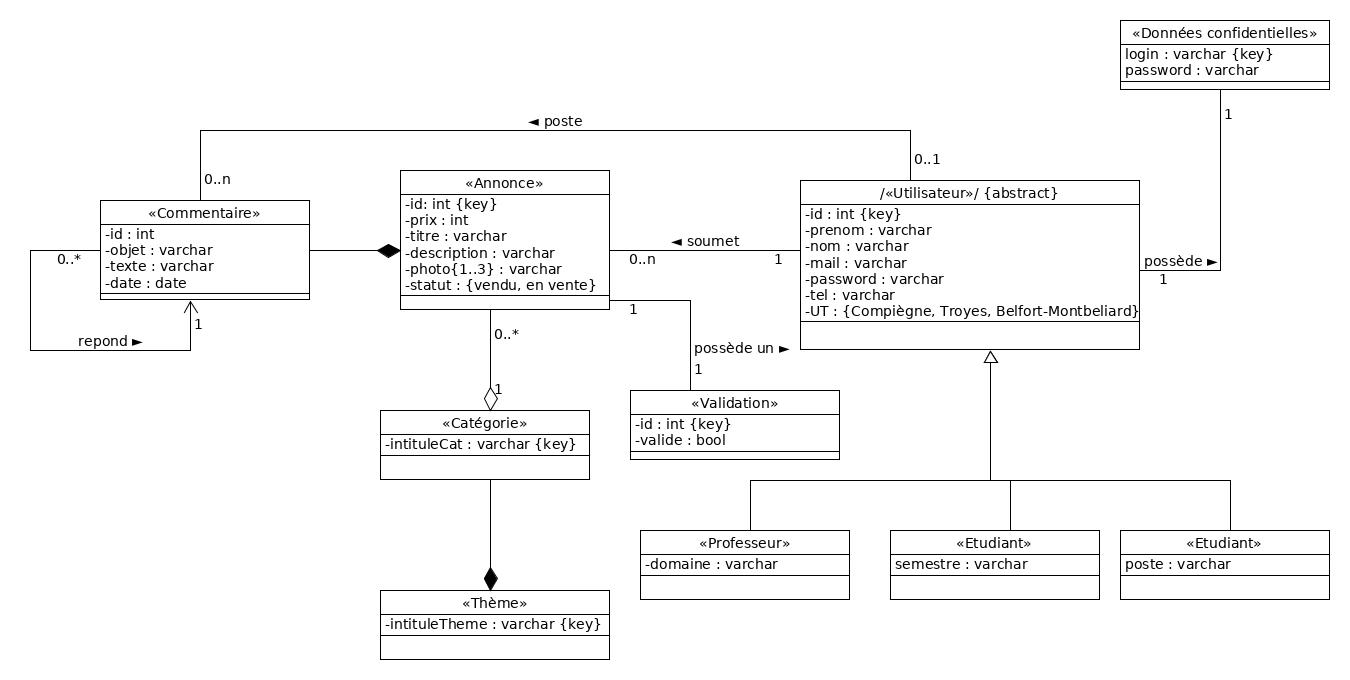 «Données confidentielles»
login : varchar {key}
password : varchar
1
◄ poste
0..n
0..1
«Commentaire»
-id : int
-objet : varchar
-texte : varchar
-date : date
0..*
1
repond ►
«Annonce»
-id: int {key}
-prix : int
-titre : varchar
-description : varchar
-photo{1..3} : varchar
-statut : {vendu, en vente}
◄ soumet
0..n
1
/«Utilisateur»/ {abstract}
-id : int {key}
-prenom : varchar
-nom : varchar
-mail : varchar
-password : varchar
-tel : varchar
-UT : {Compiègne, Troyes, Belfort-Montbeliard}
possède ►
1
1
possède un ►
1
0..*
1
«Catégorie»
-intituleCat : varchar {key}
«Validation»
-id : int {key}
-valide : bool
«Thème»
-intituleTheme : varchar {key}
«Professeur»
-domaine : varchar
«Etudiant»
semestre : varchar
«Etudiant»
poste : varchar